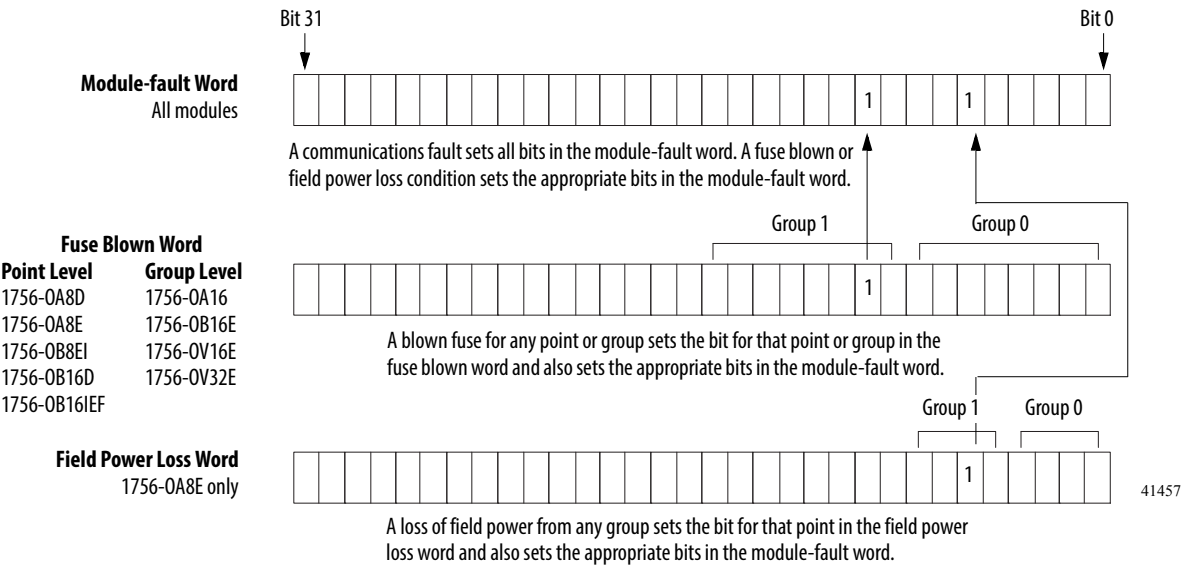 Bit 31
Bit 0
Module-fault Word
All modules
1
1
A communications fault sets all bits in the module-fault word. A fuse blown or
field power loss condition sets the appropriate bits in the module-fault word.
Group 1
Group 0
Fuse Blown Word
Point Level
Group Level
1756-OA8D
1756-OA16
1756-OA8E
1756-OB16E
1756-OB8EI
1756-OV16E
1756-OB16D
1756-OV32E
1756-OB16IEF
1
A blown fuse for any point or group sets the bit for that point or group in the
fuse blown word and also sets the appropriate bits in the module-fault word.
Group 1
Group 0
Field Power Loss Word
1756-OA8E only
1
41457
A loss of field power from any group sets the bit for that point in the field power
loss word and also sets the appropriate bits in the module-fault word.